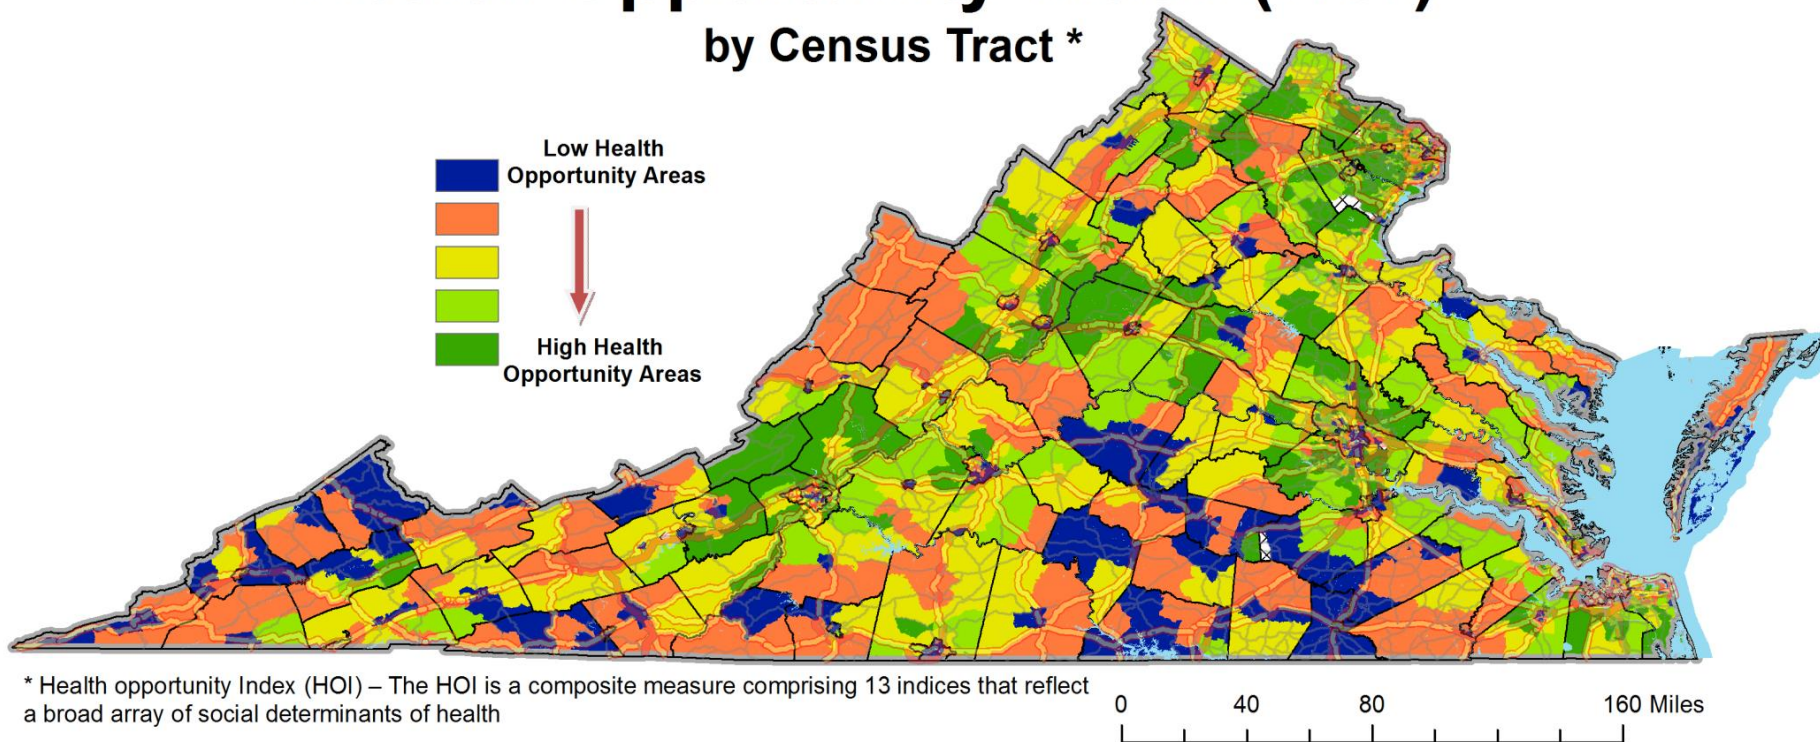 by Census Tract *
Low Health
Opportunity Areas
High Health
Opportunity Areas
* Health opportunity Index (HOI) – The HOI is a composite measure comprising 13 indices that reflect
a broad array of social determinants of health
0 40 80 160 Miles